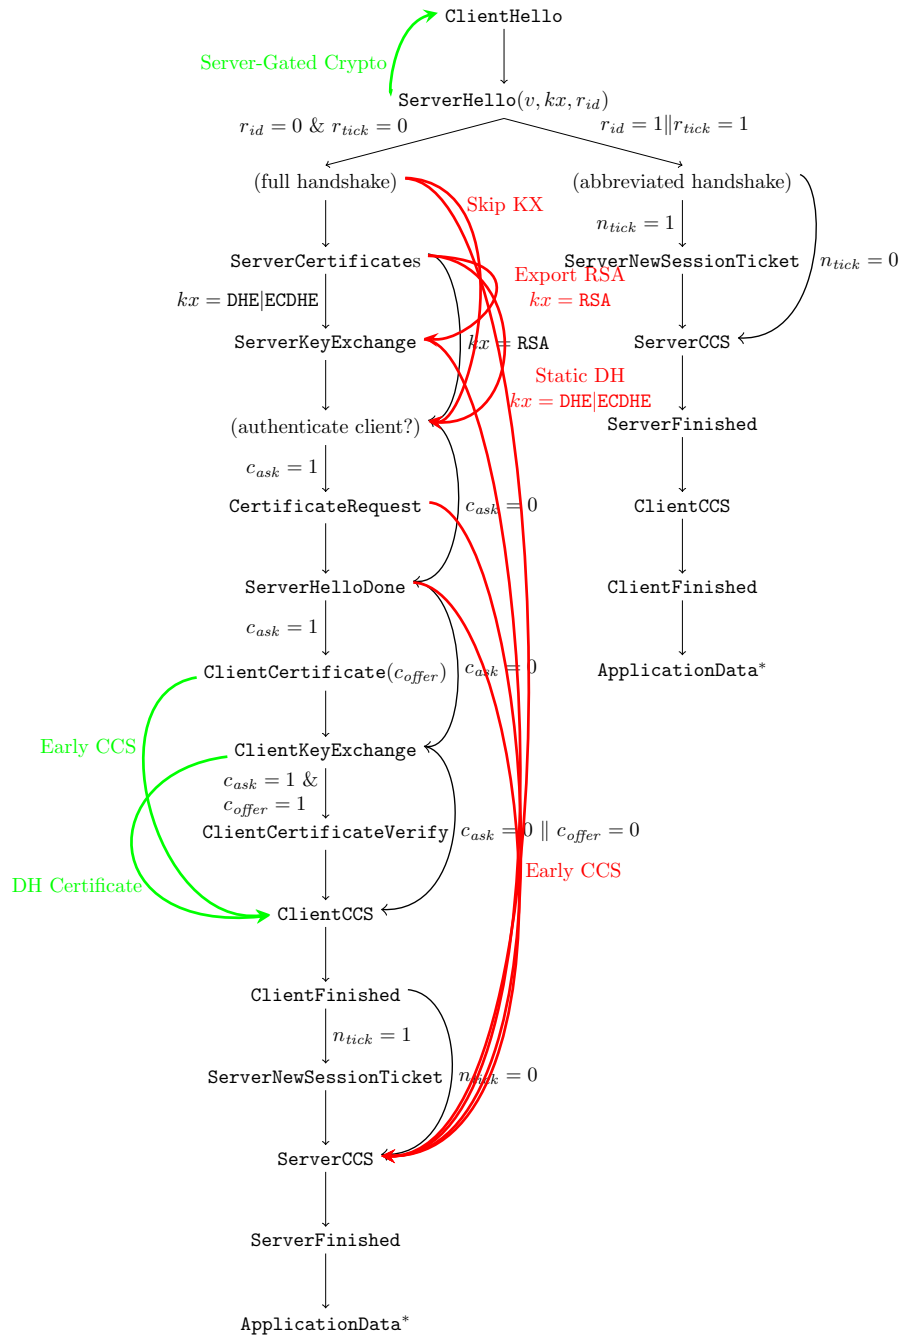 ClientHello
Server-Gated Crypto
ServerHello(v, kx, r_id)
r_id = 0 & r_tick = 0
r_id = 1‖r_tick = 1
(full handshake)
(abbreviated handshake)
Skip KX
n_tick = 1
ServerCertificates
ServerNewSessionTicket
n_tick = 0
Export RSA
kx = RSA
kx = DHE|ECDHE
ServerKeyExchange
kx = RSA
ServerCCS
Static DH
kx = DHE|ECDHE
(authenticate client?)
ServerFinished
c_ask = 1
CertificateRequest
c_ask = 0
ClientCCS
ServerHelloDone
ClientFinished
c_ask = 1
ClientCertificate(c_offer)
c_ask = 0
ApplicationData*
Early CCS
ClientKeyExchange
c_ask = 1 &
c_offer = 1
ClientCertificateVerify
c_ask = 0 ‖ c_offer = 0
Early CCS
DH Certificate
ClientCCS
ClientFinished
n_tick = 1
ServerNewSessionTicket
n_tick = 0
ServerCCS
ServerFinished
ApplicationData*